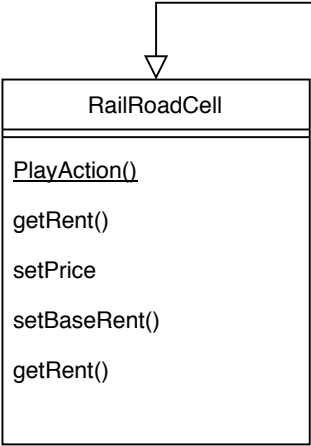 RailRoadCell
PlayAction()
getRent()
setPrice
setBaseRent()
getRent()